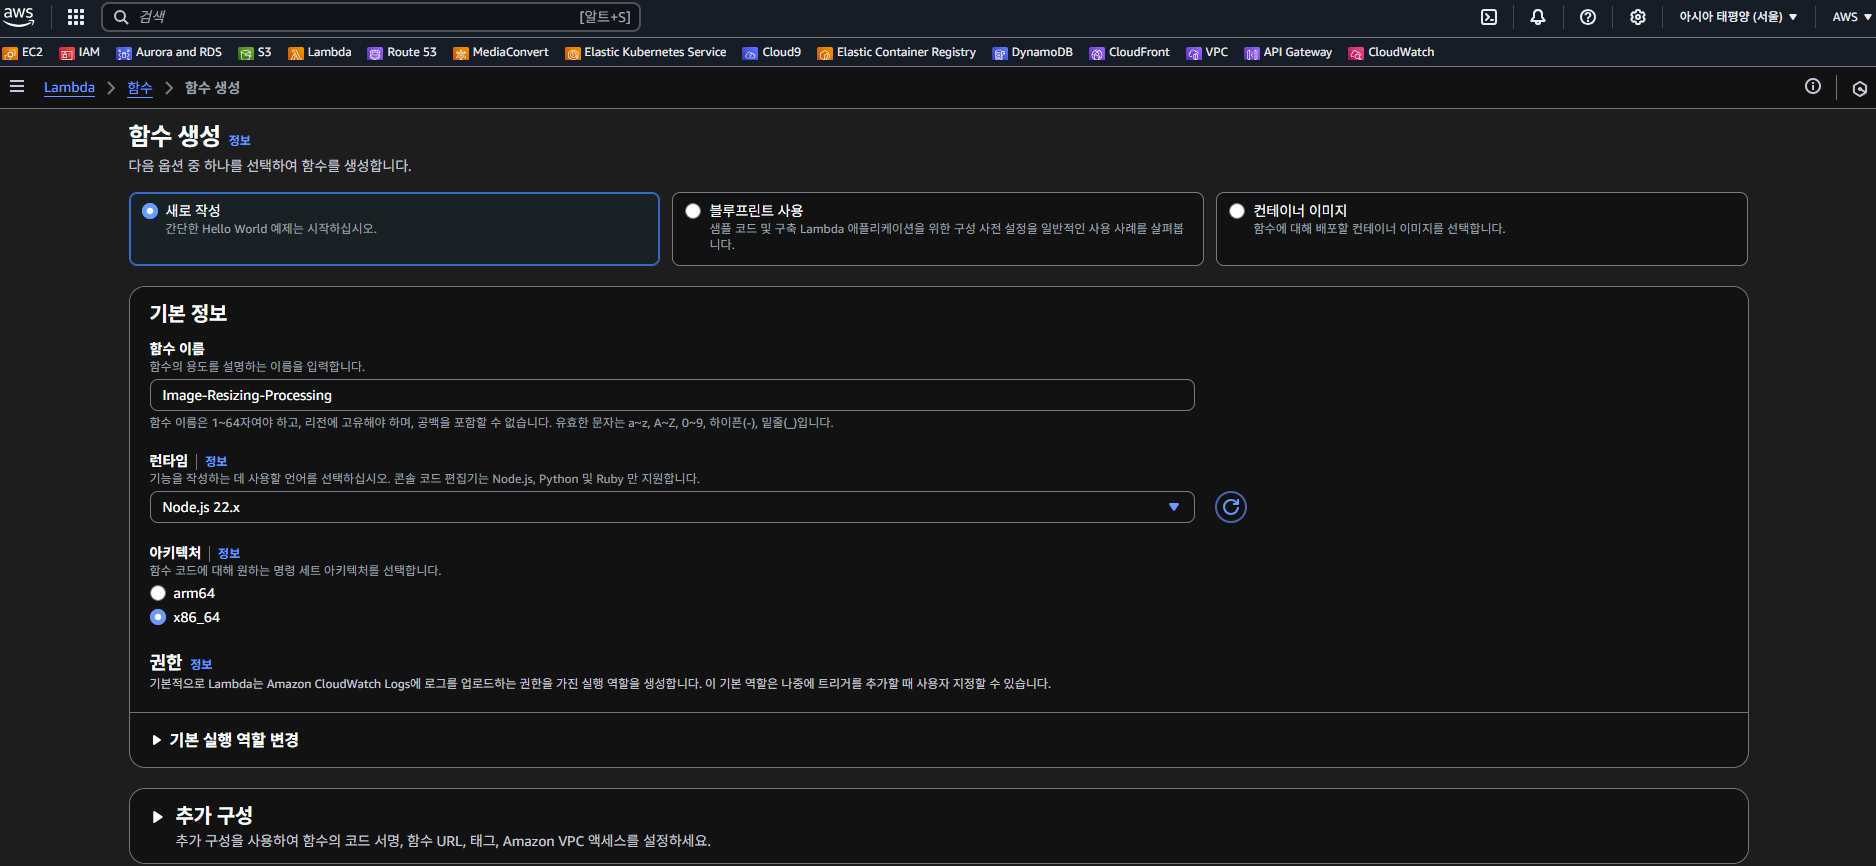 aws
검색 [알트+S]
아시아 태평양 (서울) AWS
EC2 IAM Aurora and RDS S3 Lambda Route 53 MediaConvert Elastic Kubernetes Service Cloud9 Elastic Container Registry DynamoDB CloudFront VPC API Gateway CloudWatch
Lambda 함수 함수 생성
함수 생성 정보
다음 옵션 중 하나를 선택하여 함수를 생성합니다.
새로 작성
간단한 Hello World 예제는 시작하십시오.
블루프린트 사용
샘플 코드 및 구축 Lambda 애플리케이션을 위한 구성 사전 설정을 일반적인 사용 사례를 살펴봅
니다.
컨테이너 이미지
함수에 대해 배포할 컨테이너 이미지를 선택합니다.
기본 정보
함수 이름
함수의 용도를 설명하는 이름을 입력합니다.
Image-Resizing-Processing
함수 이름은 1~64자여야 하고, 리전에 고유해야 하며, 공백을 포함할 수 없습니다. 유효한 문자는 a~z, A~Z, 0~9, 하이픈(-), 밑줄(_)입니다.
런타임 정보
기능을 작성하는 데 사용할 언어를 선택하십시오. 콘솔 코드 편집기는 Node.js, Python 및 Ruby 만 지원합니다.
Node.js 22.x
아키텍처 정보
함수 코드에 대해 원하는 명령 세트 아키텍처를 선택합니다.
arm64
x86_64
권한 정보
기본적으로 Lambda는 Amazon CloudWatch Logs에 로그를 업로드하는 권한을 가진 실행 역할을 생성합니다. 이 기본 역할은 나중에 트리거를 추가할 때 사용자 지정할 수 있습니다.
기본 실행 역할 변경
추가 구성
추가 구성을 사용하여 함수의 코드 서명, 함수 URL, 태그, Amazon VPC 액세스를 설정하세요.